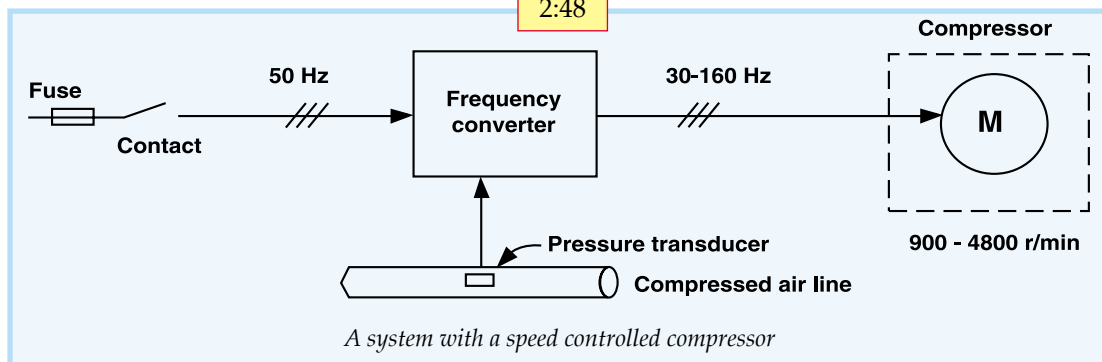 2:48
Compressor
50 Hz
30-160 Hz
Fuse
Frequency
converter
M
Contact
Pressure transducer
900 - 4800 r/min
Compressed air line
A system with a speed controlled compressor